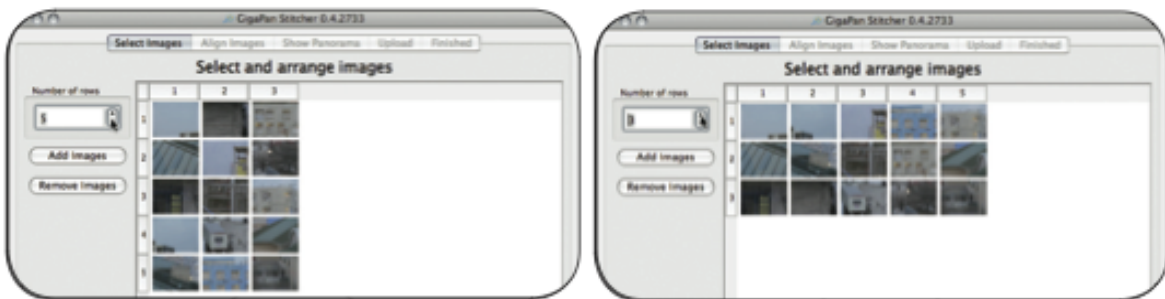 GigaPan Stitcher 0.4.2733
Select Images Align Images Show Panorama Upload Finished
Select and arrange images
Number of rows
1 2 3
5
1
Add Images
2
Remove Images
3
4
5
GigaPan Stitcher 0.4.2733
Select Images Align Images Show Panorama Upload Finished
Select and arrange images
Number of rows
1 2 3 4 5
3
1
Add Images
2
Remove Images
3